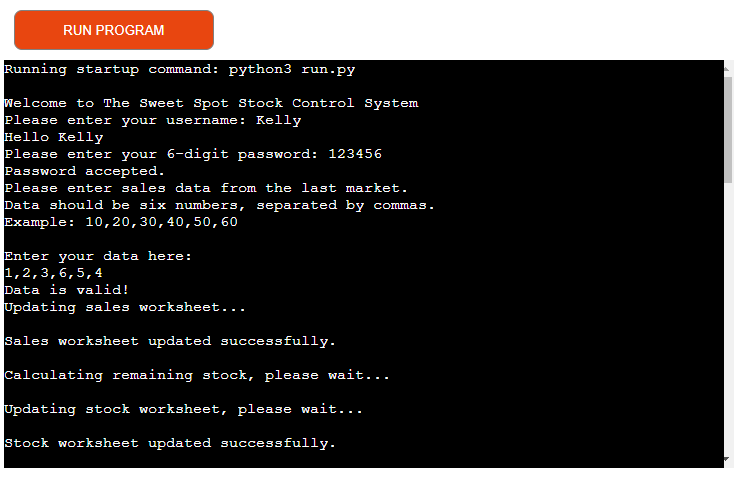 RUN PROGRAM
Running startup command: python3 run.py
Welcome to The Sweet Spot Stock Control System
Please enter your username: Kelly
Hello Kelly
Please enter your 6-digit password: 123456
Password accepted.
Please enter sales data from the last market.
Data should be six numbers, separated by commas.
Example: 10,20,30,40,50,60
Enter your data here:
1,2,3,6,5,4
Data is valid!
Updating sales worksheet...
Sales worksheet updated successfully.
Calculating remaining stock, please wait...
Updating stock worksheet, please wait...
Stock worksheet updated successfully.